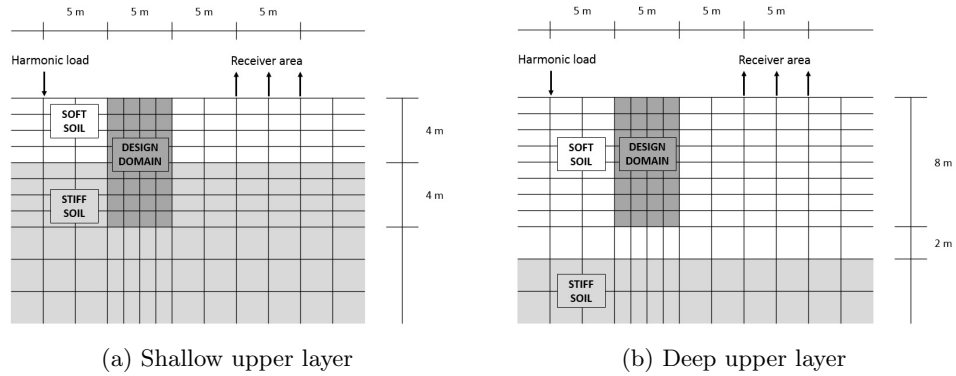 5 m 5 m 5 m 5 m
Harmonic load Receiver area
SOFT
SOIL
DESIGN
DOMAIN
STIFF
SOIL
4 m
4 m
(a) Shallow upper layer
5 m 5 m 5 m 5 m
Harmonic load Receiver area
SOFT
SOIL
DESIGN
DOMAIN
STIFF
SOIL
8 m
2 m
(b) Deep upper layer